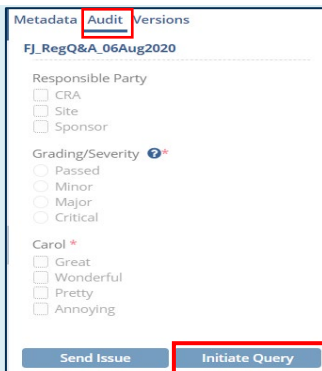 Metadata Audit Versions
FJ_RegQ&A_06Aug2020
Responsible Party
CRA
Site
Sponsor
Grading/Severity ?*
Passed
Minor
Major
Critical
Carol *
Great
Wonderful
Pretty
Annoying
Send Issue Initiate Query